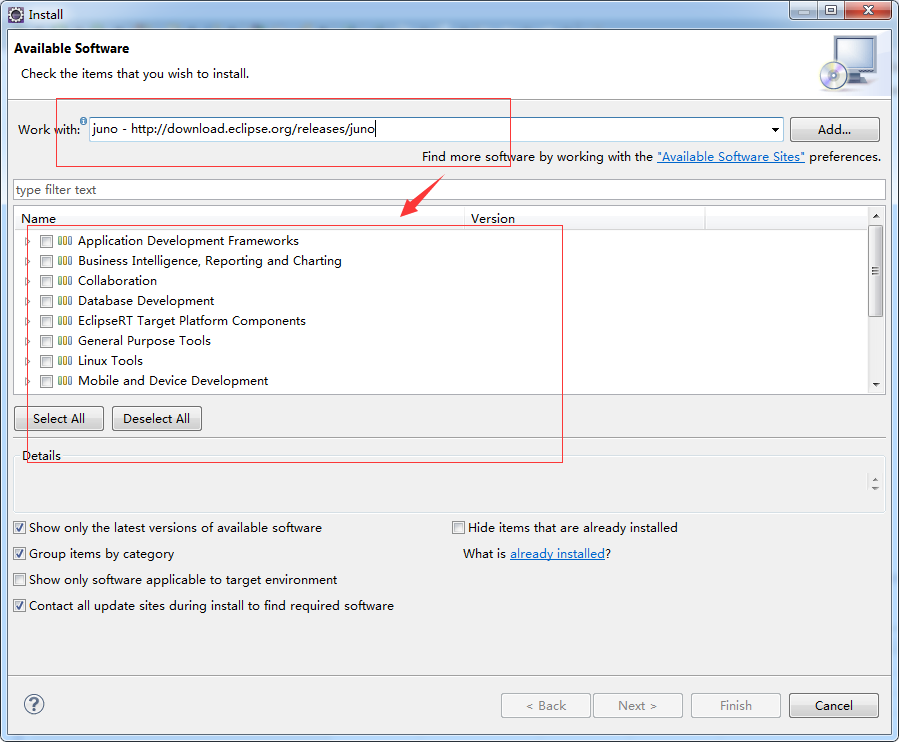 Install
Available Software
Check the items that you wish to install.
Work with: juno - http://download.eclipse.org/releases/juno Add...
Find more software by working with the "Available Software Sites" preferences.
type filter text
Name Version
Application Development Frameworks
Business Intelligence, Reporting and Charting
Collaboration
Database Development
EclipseRT Target Platform Components
General Purpose Tools
Linux Tools
Mobile and Device Development
Select All Deselect All
Details
Show only the latest versions of available software Hide items that are already installed
Group items by category What is already installed?
Show only software applicable to target environment
Contact all update sites during install to find required software
< Back Next > Finish Cancel